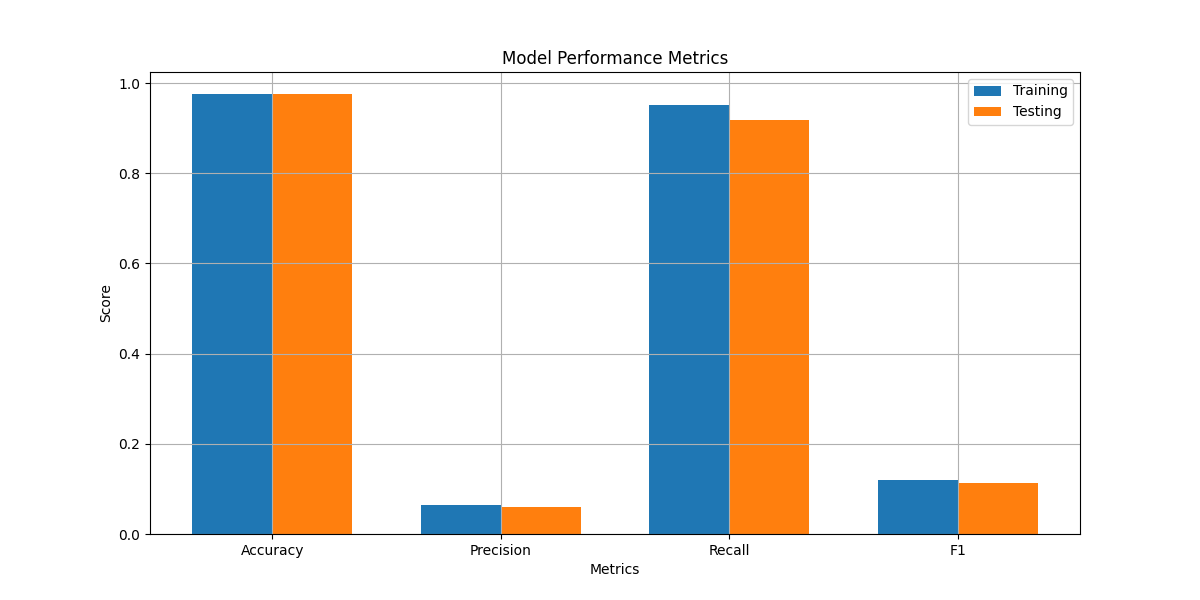 Model Performance Metrics
Training
Testing
1.0
0.8
0.6
0.4
0.2
0.0
Score
Accuracy
Precision
Recall
F1
Metrics